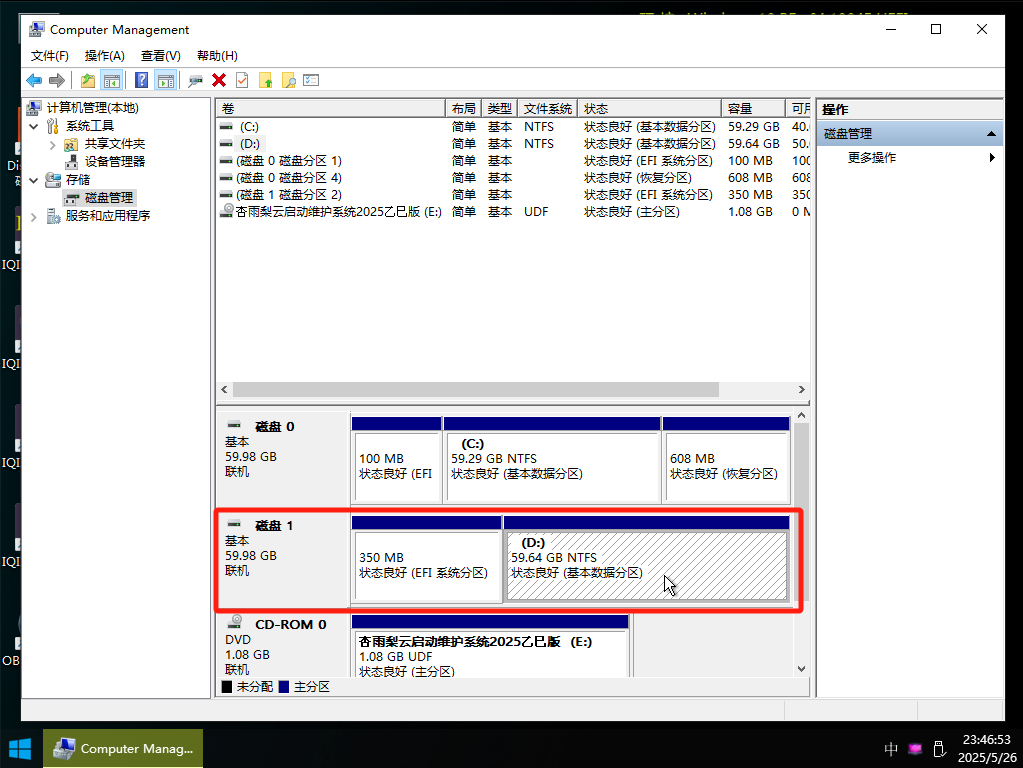 Computer Management
文件(F) 操作(A) 查看(V) 帮助(H)
计算机管理(本地)
系统工具
共享文件夹
设备管理器
存储
磁盘管理
服务和应用程序
卷 布局 类型 文件系统 状态 容量 可用
(C:) 简单 基本 NTFS 状态良好 (基本数据分区) 59.29 GB 40.
(D:) 简单 基本 NTFS 状态良好 (基本数据分区) 59.64 GB 50.
(磁盘 0 磁盘分区 1) 简单 基本 状态良好 (EFI 系统分区) 100 MB 100
(磁盘 0 磁盘分区 4) 简单 基本 状态良好 (恢复分区) 608 MB 608
(磁盘 1 磁盘分区 2) 简单 基本 状态良好 (EFI 系统分区) 350 MB 350
杏雨梨云启动维护系统2025乙巳版 (E:) 简单 基本 UDF 状态良好 (主分区) 1.08 GB 0 M
磁盘 0
基本
59.98 GB
联机
100 MB
状态良好 (EFI
(C:)
59.29 GB NTFS
状态良好 (基本数据分区)
608 MB
状态良好 (恢复分区)
磁盘 1
基本
59.98 GB
联机
350 MB
状态良好 (EFI 系统分区)
(D:)
59.64 GB NTFS
状态良好 (基本数据分区)
CD-ROM 0
DVD
1.08 GB
联机
杏雨梨云启动维护系统2025乙巳版 (E:)
1.08 GB UDF
状态良好 (主分区)
未分配 主分区
操作
磁盘管理
更多操作
IQI
IQI
IQI
IQI
OB
Computer Manag...
中
23:46:53
2025/5/26